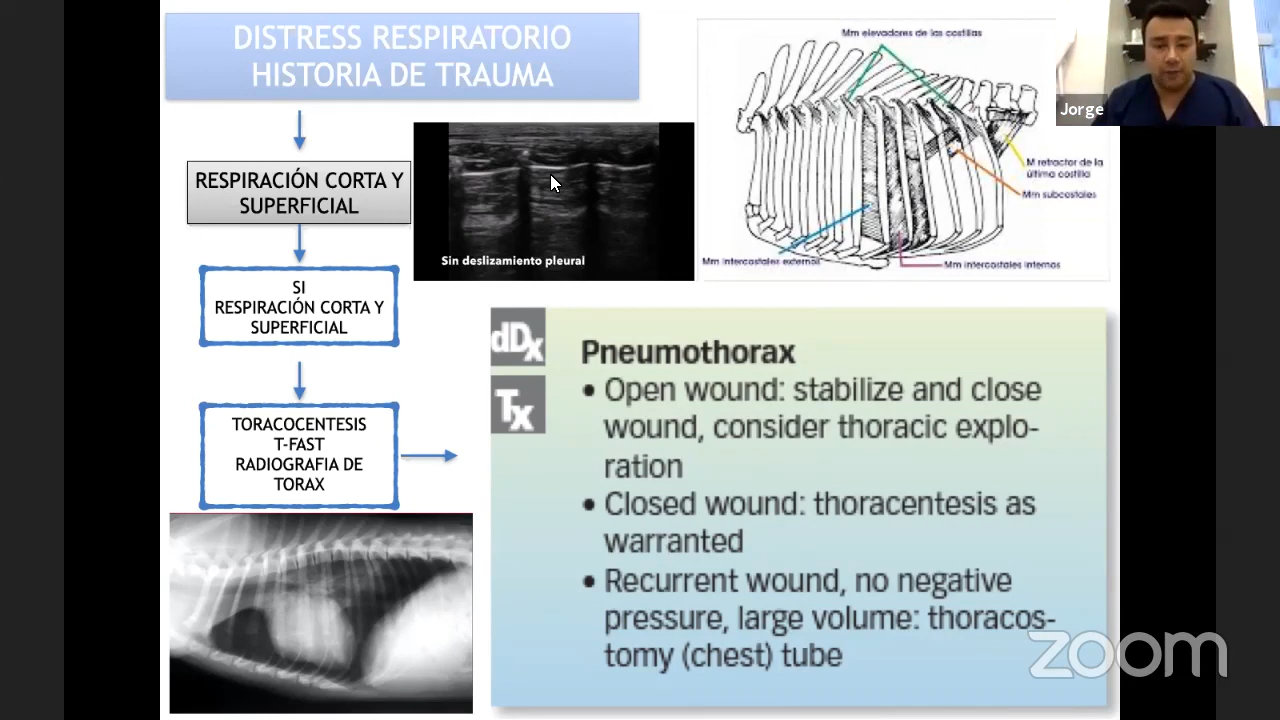 DISTRESS RESPIRATORIO
HISTORIA DE TRAUMA
RESPIRACIÓN CORTA Y
SUPERFICIAL
SI
RESPIRACIÓN CORTA Y
SUPERFICIAL
TORACOCENTESIS
T-FAST
RADIOGRAFIA DE
TORAX
Sin deslizamiento pleural
Mm elevadores de las costillas
M retractor de la
última costilla
Mm subcostales
Mm intercostales externos
Mm intercostales internos
Jorge
dDx
Tx
Pneumothorax
• Open wound: stabilize and close
wound, consider thoracic explo-
ration
• Closed wound: thoracentesis as
warranted
• Recurrent wound, no negative
pressure, large volume: thoracos-
tomy (chest) tube
zoom